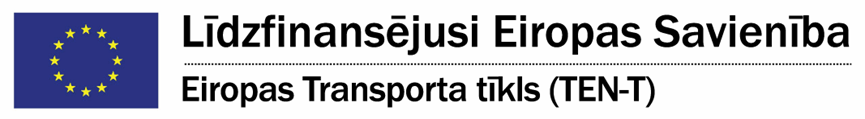 Līdzfinansējusi Eiropas Savienība
Eiropas Transporta tīkls (TEN-T)